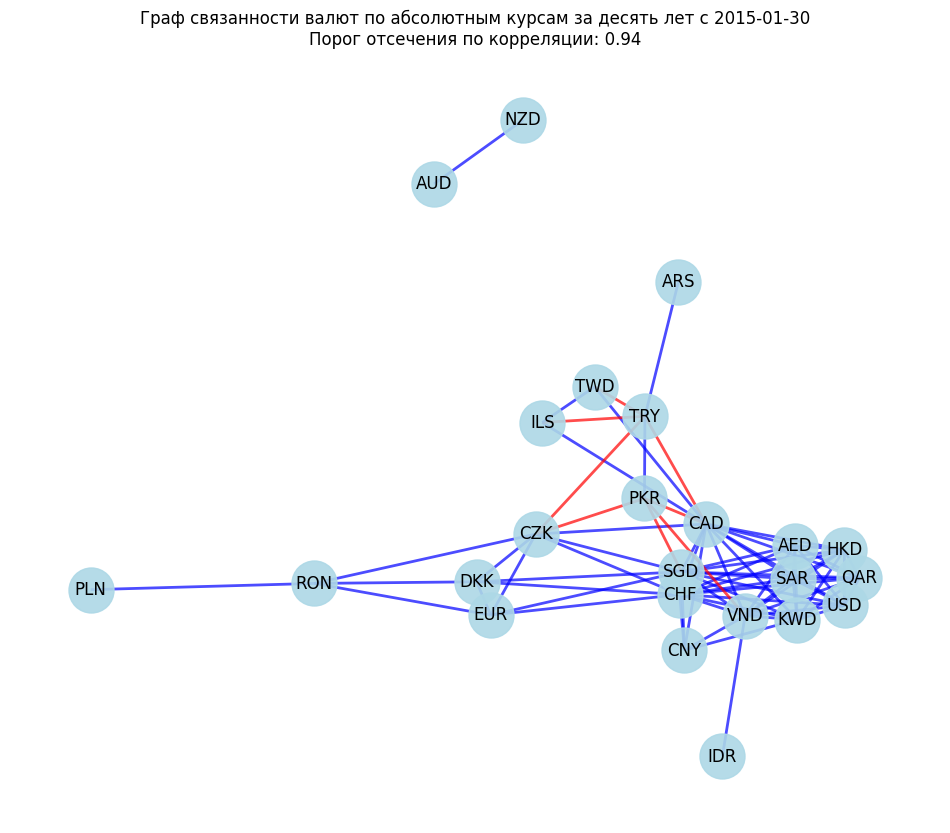 Граф связанности валют по абсолютным курсам за десять лет с 2015-01-30
Порог отсечения по корреляции: 0.94
NZD
AUD
ARS
TWD
TRY
ILS
PKR
CAD
CZK
AED
HKD
SGD
SAR
QAR
PLN
RON
DKK
CHF
USD
EUR
VND
KWD
CNY
IDR